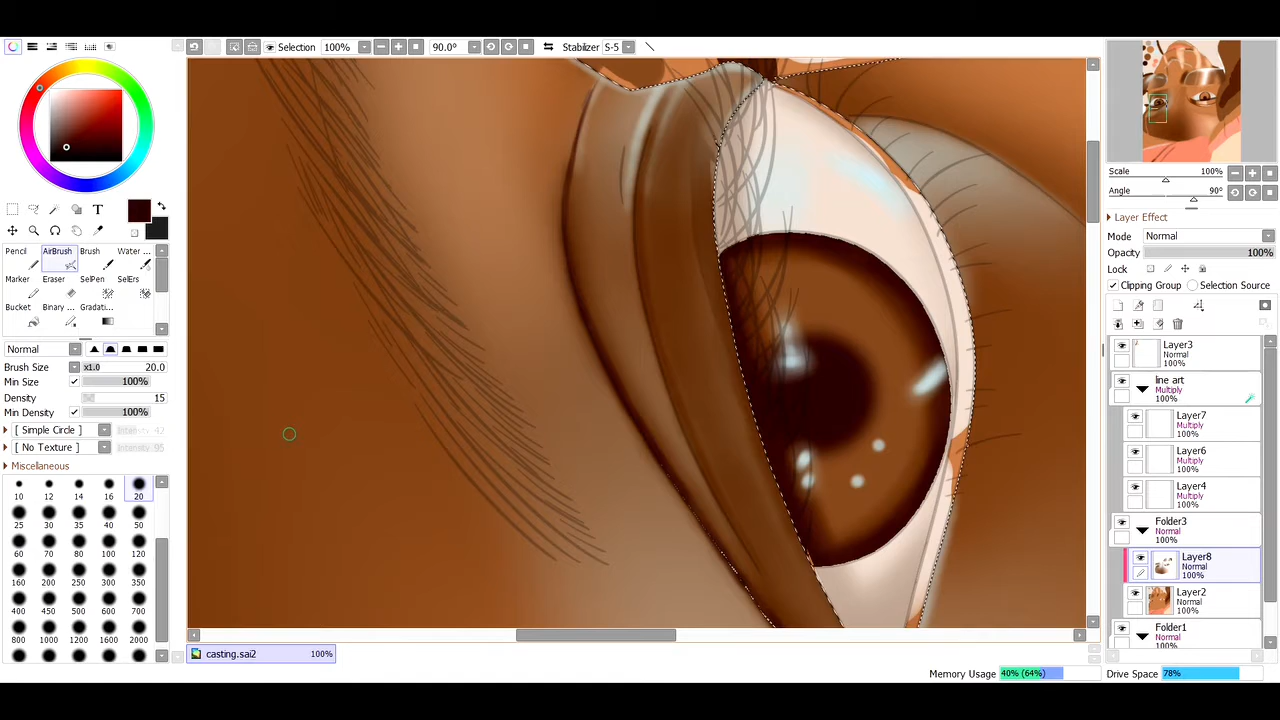 Selection 100% 90.0° Stabilizer S-5
Scale 100%
Angle 90°
Layer Effect
Mode Normal
Opacity 100%
Lock
Clipping Group Selection Source
Layer3
Normal
100%
line art
Multiply
100%
Layer7
Multiply
100%
Layer6
Multiply
100%
Layer4
Multiply
100%
Folder3
Normal
100%
Layer8
Normal
100%
Layer2
Normal
100%
Folder1
Normal
100%
T
Pencil AirBrush Brush Water ...
Marker Eraser SelPen SelErs
Bucket Binary ... Gradati...
Normal
Brush Size x1.0 20.0
Min Size 100%
Density 15
Min Density 100%
[ Simple Circle ] Intensity 42
[ No Texture ] Intensity 95
Miscellaneous
10 12 14 16 20
25 30 35 40 50
60 70 80 100 120
160 200 250 300 350
400 450 500 600 700
800 1000 1200 1600 2000
casting.sai2 100%
Memory Usage 40% (64%) Drive Space 78%